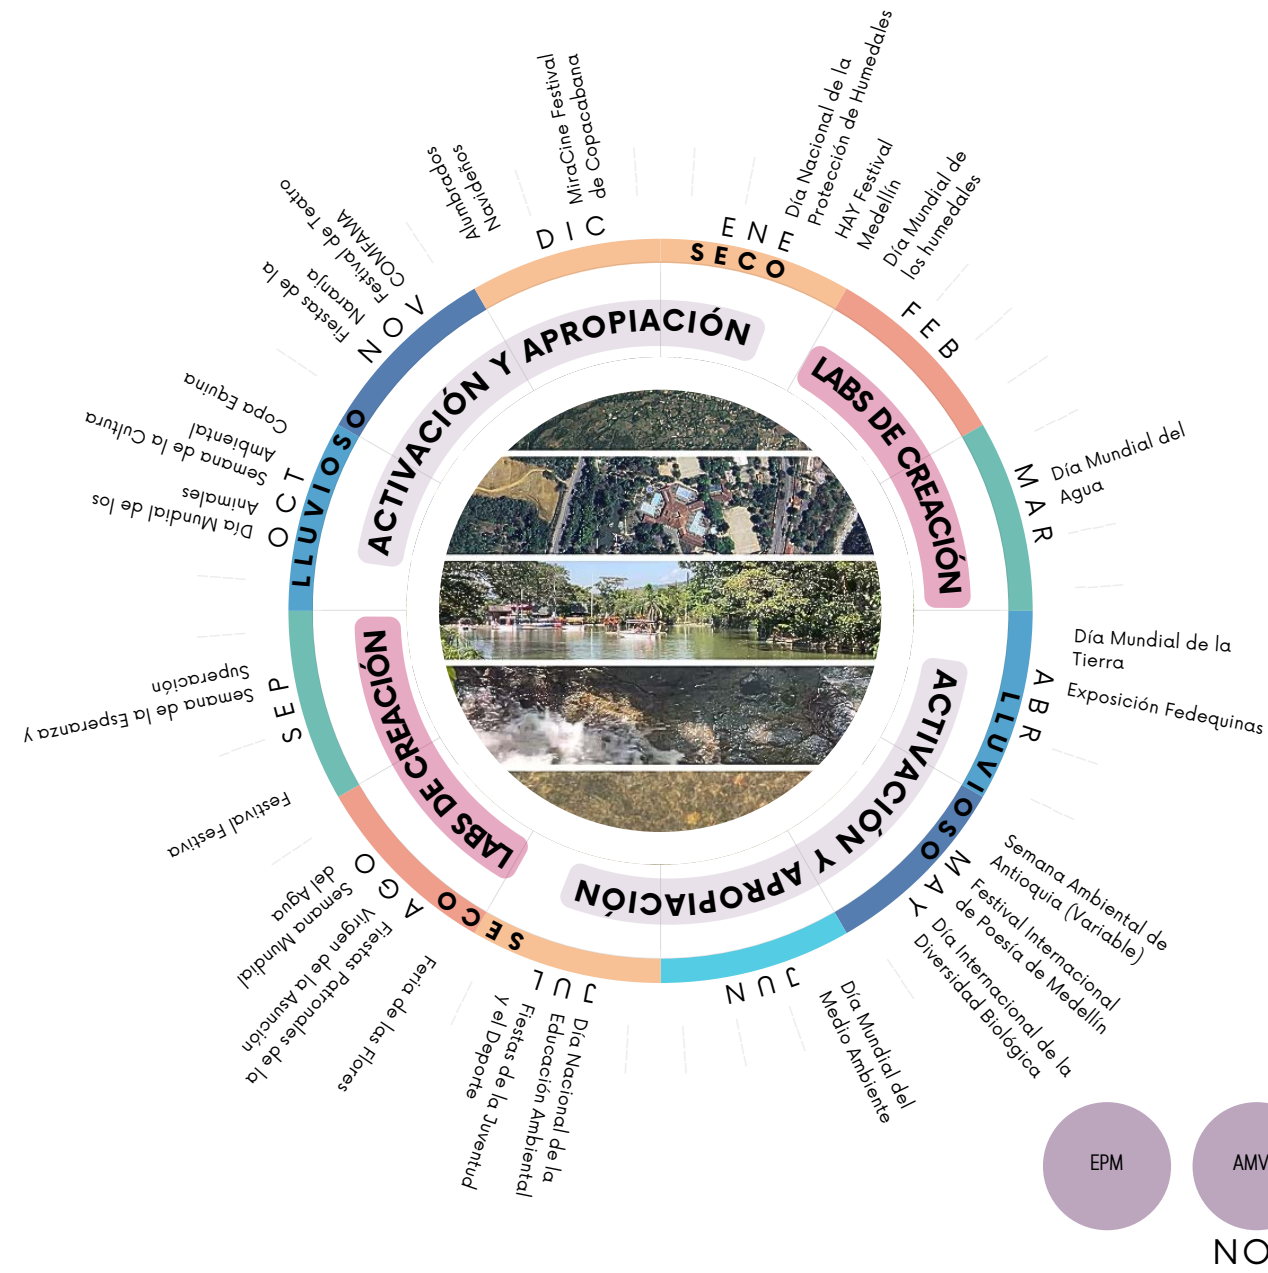 ENE
SECO
Día Nacional de la
Protección de Humedales
HAY Festival
Medellín
Día Mundial de
los humedales
FEB
LABS DE CREACIÓN
MAR
Día Mundial del
Agua
ABR
LLUVIOSO
Día Mundial de la
Tierra
Exposición Fedequinas
ACTIVACIÓN Y APROPIACIÓN
MAY
Semana Ambiental de
Antioquia (Variable)
Festival Internacional
de Poesía de Medellín
Día Internacional de la
Diversidad Biológica
JUN
Día Mundial del
Medio Ambiente
JUL
SECO
Día Nacional de la
Educación Ambiental
Fiestas de la Juventud
y el Deporte
AGO
Feria de las Flores
Fiestas Patronales de la
Virgen de la Asunción
Semana Mundial
del Agua
LABS DE CREACIÓN
Festival Festiva
SEP
Semana de la Esperanza y
Superación
OCT
LLUVIOSO
Día Mundial de los
Animales
Semana de la Cultura
Ambiental
Copa Equina
ACTIVACIÓN Y APROPIACIÓN
NOV
Fiestas de la
Naranja
Festival de Teatro
COMFAMA
DIC
Alumbrados
Navideños
MiraCine Festival
de Copacabana
EPM
AMV
NO